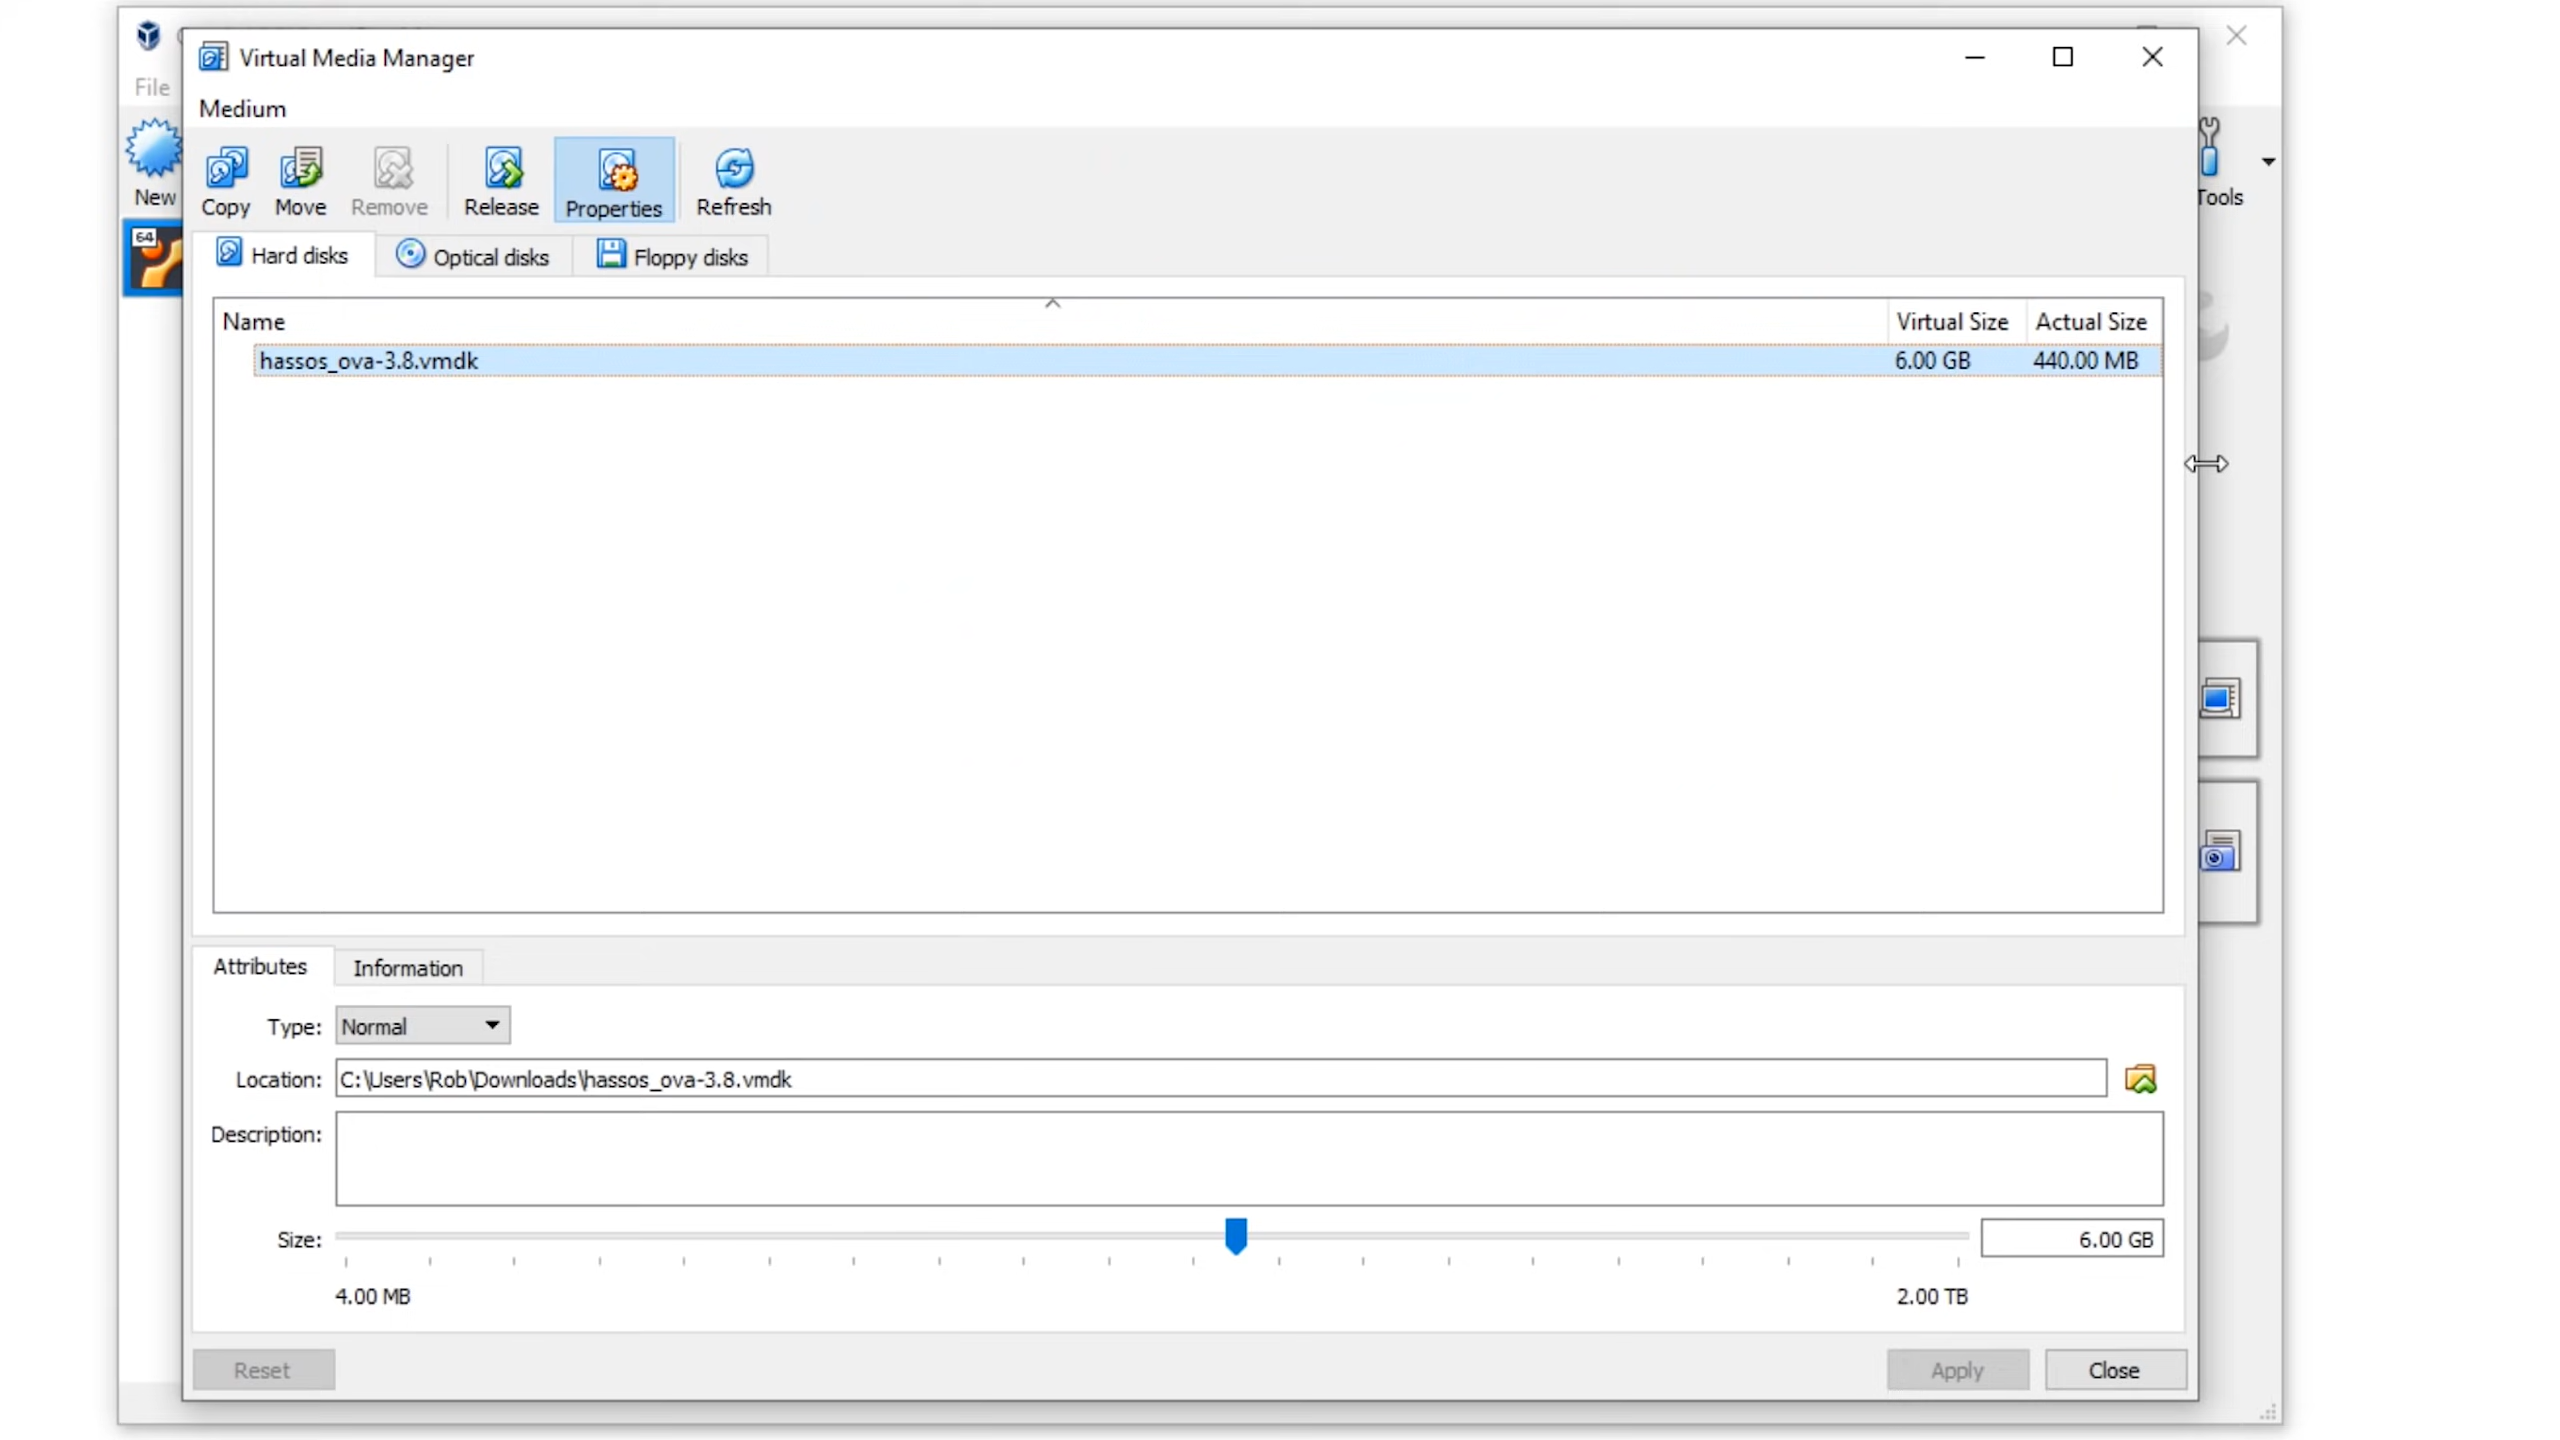 Virtual Media Manager
File
Medium
New
Copy
Move
Remove
Release
Properties
Refresh
Tools
64
Hard disks
Optical disks
Floppy disks
Name
Virtual Size
Actual Size
hassos_ova-3.8.vmdk
6.00 GB
440.00 MB
Attributes
Information
Type:
Normal
Location:
C:\Users\Rob\Downloads\hassos_ova-3.8.vmdk
Description:
Size:
6.00 GB
4.00 MB
2.00 TB
Reset
Apply
Close